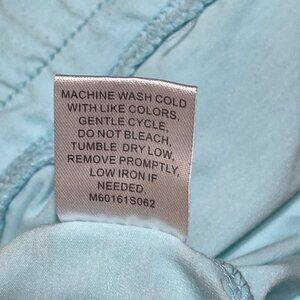 MACHINE WASH COLD
WITH LIKE COLORS,
GENTLE CYCLE,
DO NOT BLEACH,
TUMBLE DRY LOW,
REMOVE PROMPTLY,
LOW IRON IF
NEEDED.
M60161S062